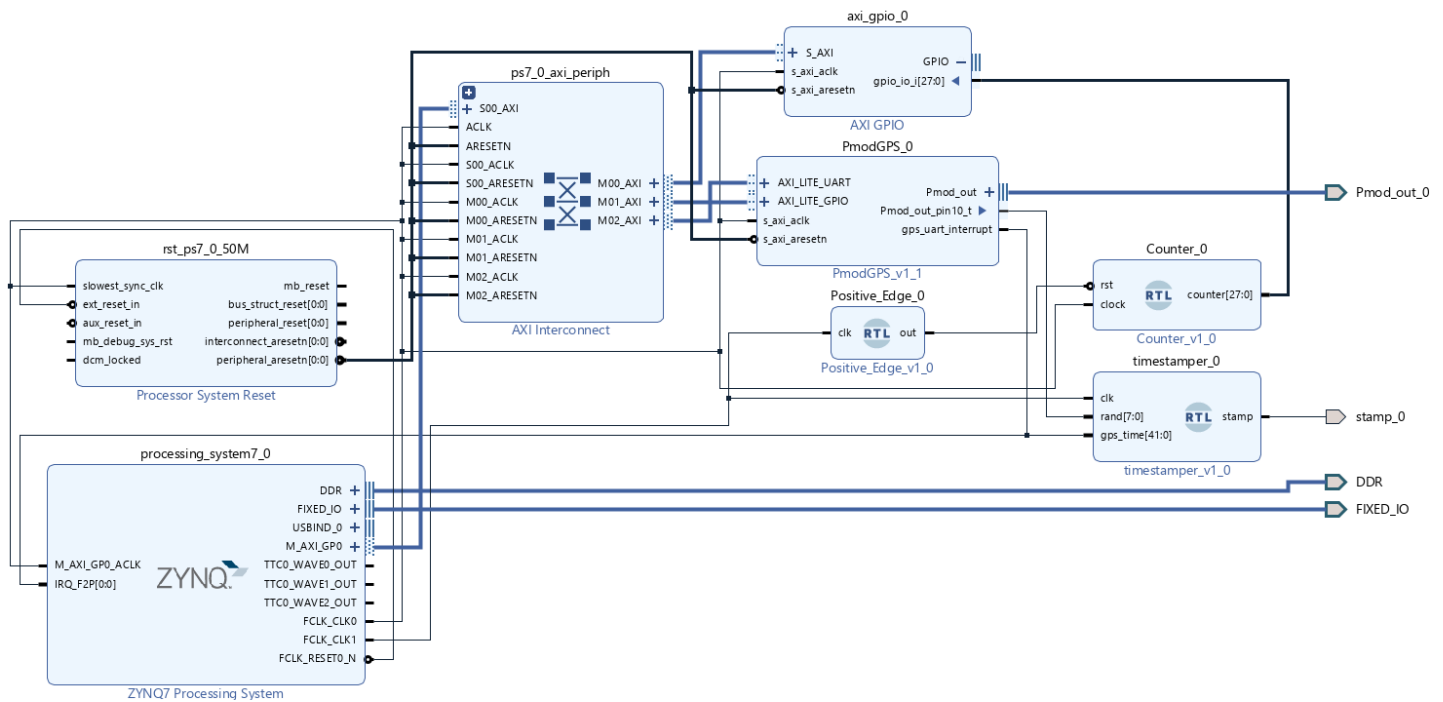 axi_gpio_0
S_AXI
s_axi_aclk
s_axi_aresetn
GPIO
gpio_io_i[27:0]
AXI GPIO
ps7_0_axi_periph
S00_AXI
ACLK
ARESETN
S00_ACLK
S00_ARESETN
M00_ACLK
M00_ARESETN
M01_ACLK
M01_ARESETN
M02_ACLK
M02_ARESETN
M00_AXI
M01_AXI
M02_AXI
AXI Interconnect
PmodGPS_0
AXI_LITE_UART
AXI_LITE_GPIO
s_axi_aclk
s_axi_aresetn
Pmod_out
Pmod_out_pin10_t
gps_uart_interrupt
PmodGPS_v1_1
Pmod_out_0
rst_ps7_0_50M
slowest_sync_clk
ext_reset_in
aux_reset_in
mb_debug_sys_rst
dcm_locked
mb_reset
bus_struct_reset[0:0]
peripheral_reset[0:0]
interconnect_aresetn[0:0]
peripheral_aresetn[0:0]
Processor System Reset
Positive_Edge_0
clk
RTL
out
Positive_Edge_v1_0
Counter_0
rst
clock
RTL
counter[27:0]
Counter_v1_0
timestamper_0
clk
rand[7:0]
gps_time[41:0]
RTL
stamp
timestamper_v1_0
stamp_0
processing_system7_0
M_AXI_GP0_ACLK
IRQ_F2P[0:0]
ZYNQ
DDR
FIXED_IO
USBIND_0
M_AXI_GP0
TTC0_WAVE0_OUT
TTC0_WAVE1_OUT
TTC0_WAVE2_OUT
FCLK_CLK0
FCLK_CLK1
FCLK_RESET0_N
ZYNQ7 Processing System
DDR
FIXED_IO